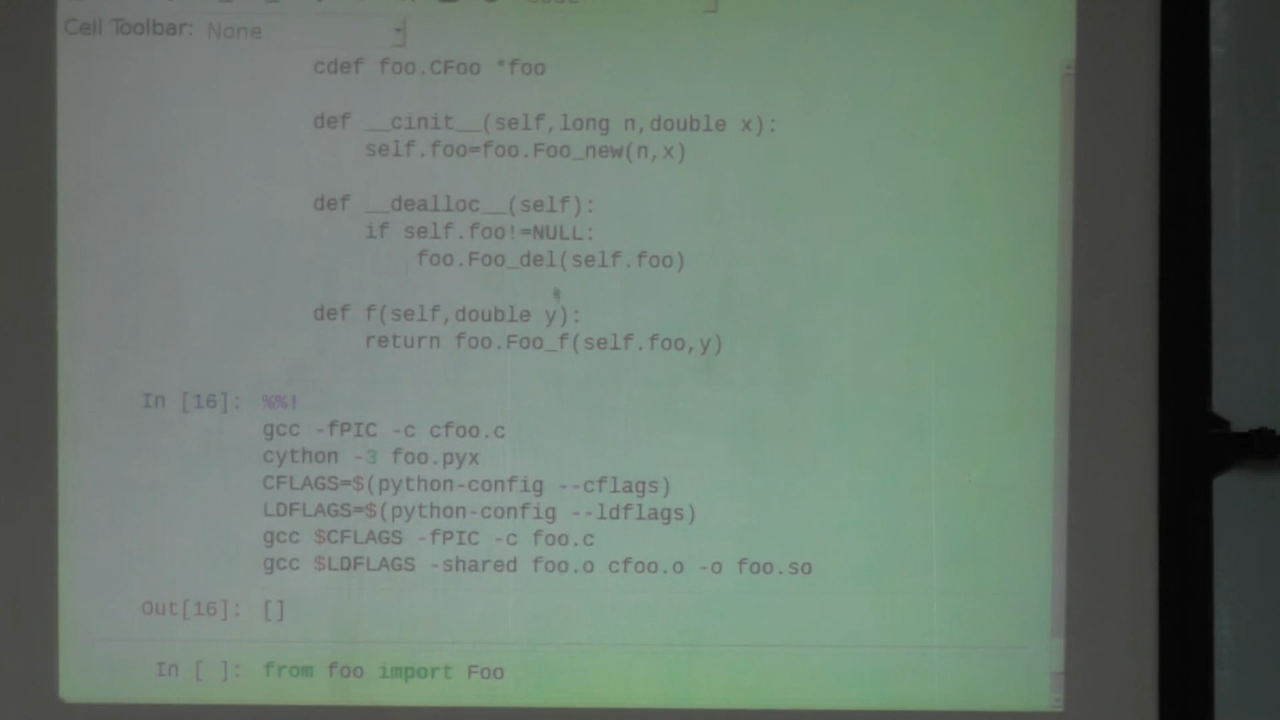 Cell Toolbar: None
cdef foo.CFoo *foo
def __cinit__(self,long n,double x):
self.foo=foo.Foo_new(n,x)
def __dealloc__(self):
if self.foo!=NULL:
foo.Foo_del(self.foo)
def f(self,double y):
return foo.Foo_f(self.foo,y)
In [16]: %%!
gcc -fPIC -c cfoo.c
cython -3 foo.pyx
CFLAGS=$(python-config --cflags)
LDFLAGS=$(python-config --ldflags)
gcc $CFLAGS -fPIC -c foo.c
gcc $LDFLAGS -shared foo.o cfoo.o -o foo.so
Out[16]: []
In [ ]: from foo import Foo